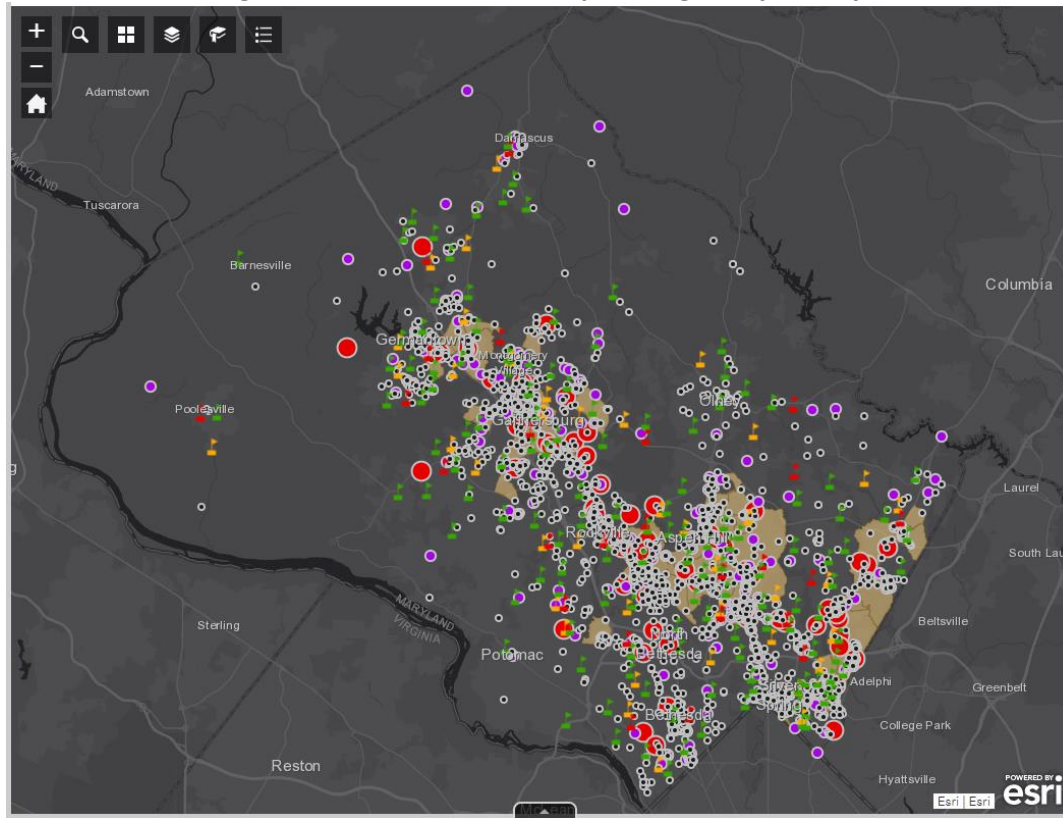 Adamstown
Damascus
MARYLAND
Tuscarora
Barnesville
Columbia
Germantown
Montgomery
Village
Poolesville
Olney
Gaithersburg
Laurel
Rockville
Aspen Hill
South Lau
MARYLAND
VIRGINIA
Sterling
Beltsville
North
Bethesda
Potomac
Adelphi
Silver
Spring
Greenbelt
Bethesda
College Park
Reston
Hyattsville
POWERED BY
esri
Esri | Esri
McLean